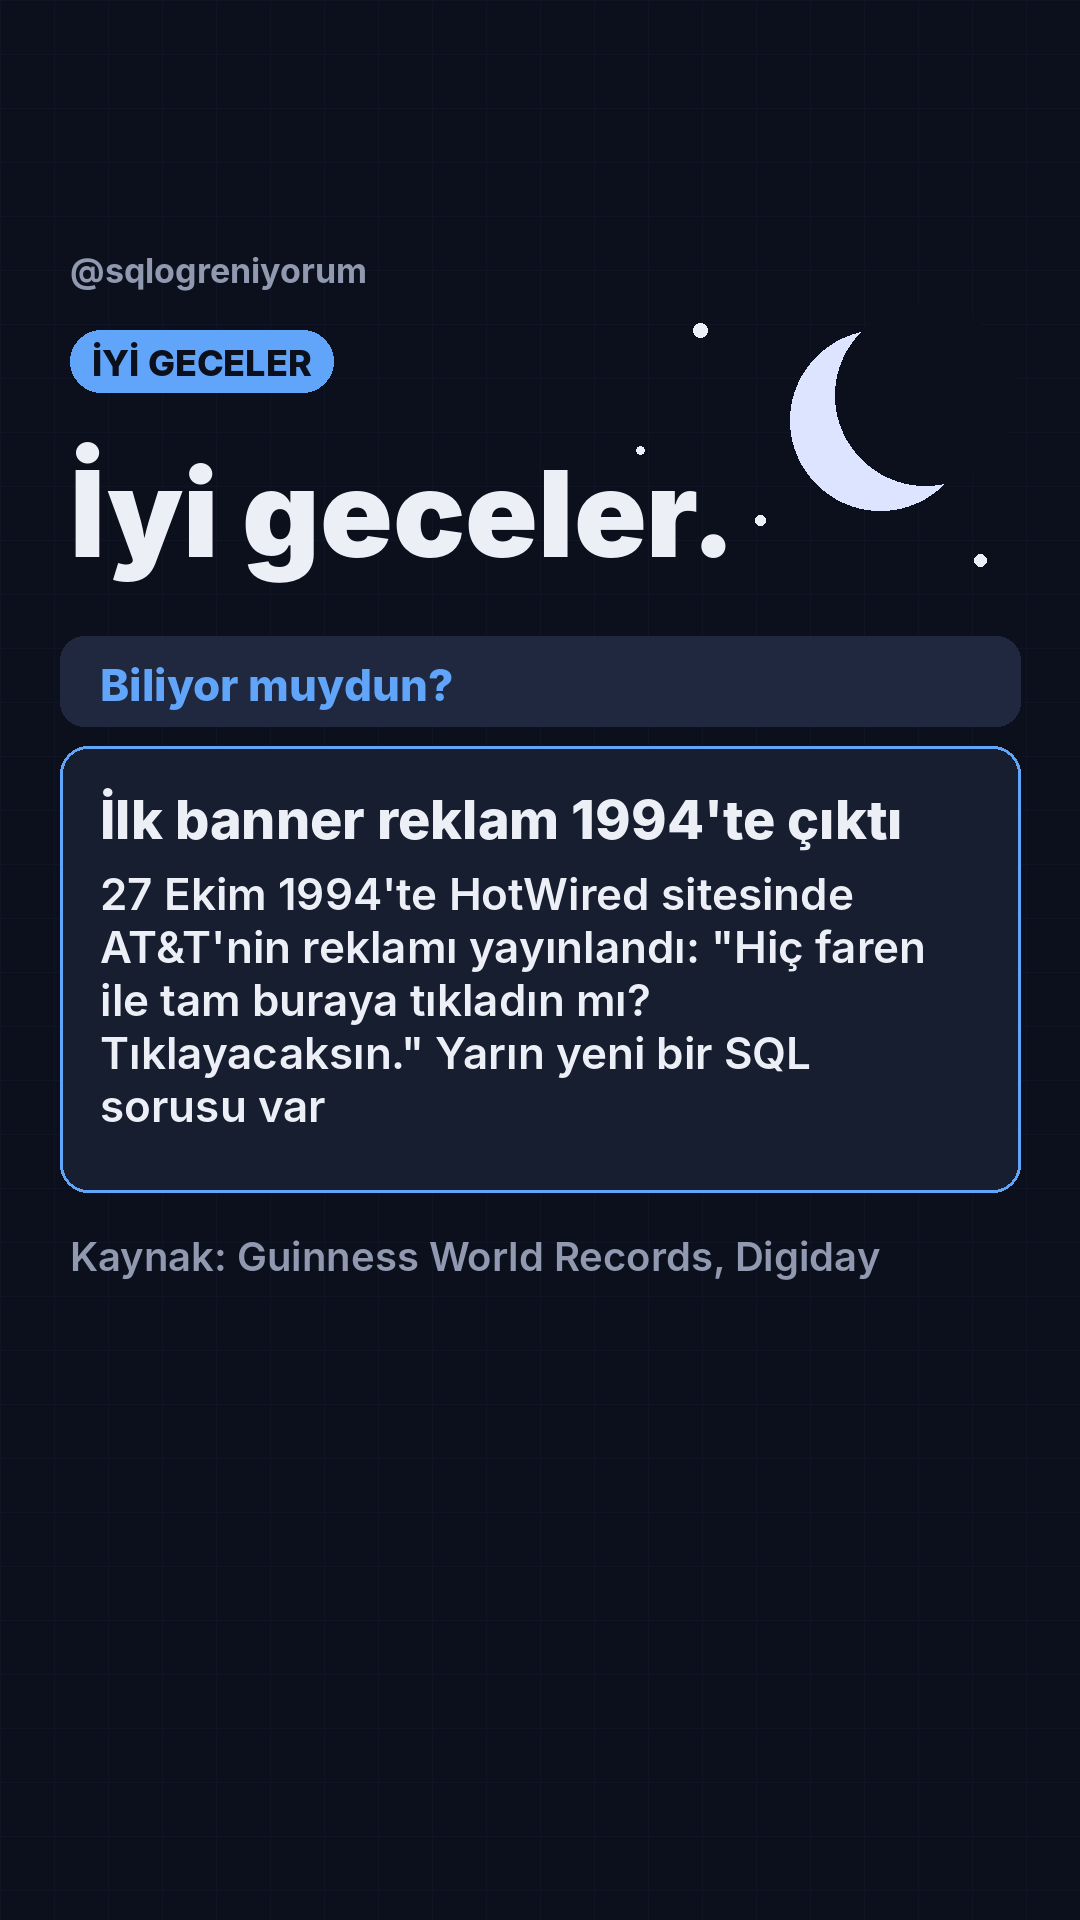 @sqlogreniyorum
İYİ GECELER
İyi geceler.
Biliyor muydun?
İlk banner reklam 1994'te çıktı
27 Ekim 1994'te HotWired sitesinde
AT&T'nin reklamı yayınlandı: "Hiç faren
ile tam buraya tıkladın mı?
Tıklayacaksın." Yarın yeni bir SQL
sorusu var
Kaynak: Guinness World Records, Digiday